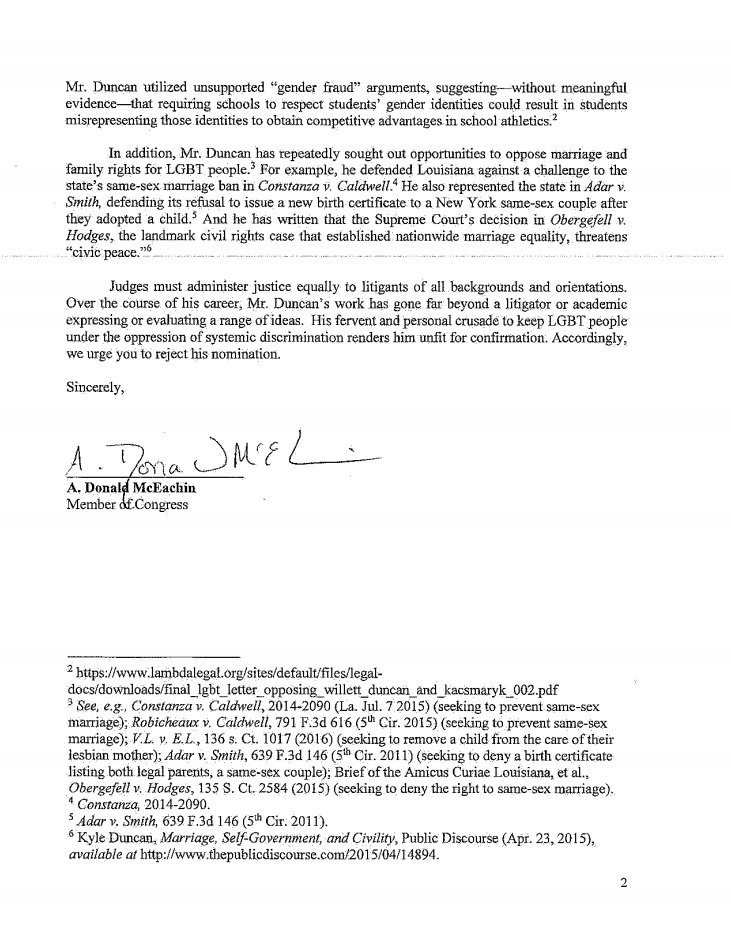 Mr. Duncan utilized unsupported “gender fraud” arguments, suggesting—without meaningful
evidence—that requiring schools to respect students’ gender identities could result in students
misrepresenting those identities to obtain competitive advantages in school athletics.2
In addition, Mr. Duncan has repeatedly sought out opportunities to oppose marriage and
family rights for LGBT people.3 For example, he defended Louisiana against a challenge to the
state’s same-sex marriage ban in Constanza v. Caldwell.4 He also represented the state in Adar v.
Smith, defending its refusal to issue a new birth certificate to a New York same-sex couple after
they adopted a child.5 And he has written that the Supreme Court’s decision in Obergefell v.
Hodges, the landmark civil rights case that established nationwide marriage equality, threatens
“civic peace.”6
Judges must administer justice equally to litigants of all backgrounds and orientations.
Over the course of his career, Mr. Duncan’s work has gone far beyond a litigator or academic
expressing or evaluating a range of ideas. His fervent and personal crusade to keep LGBT people
under the oppression of systemic discrimination renders him unfit for confirmation. Accordingly,
we urge you to reject his nomination.
Sincerely,
A. Dona McE
A. Donald McEachin
Member of Congress
2 https://www.lambdalegal.org/sites/default/files/legal-
docs/downloads/final_lgbt_letter_opposing_willett_duncan_and_kacsmaryk_002.pdf
3 See, e.g., Constanza v. Caldwell, 2014-2090 (La. Jul. 7 2015) (seeking to prevent same-sex
marriage); Robicheaux v. Caldwell, 791 F.3d 616 (5th Cir. 2015) (seeking to prevent same-sex
marriage); V.L. v. E.L., 136 s. Ct. 1017 (2016) (seeking to remove a child from the care of their
lesbian mother); Adar v. Smith, 639 F.3d 146 (5th Cir. 2011) (seeking to deny a birth certificate
listing both legal parents, a same-sex couple); Brief of the Amicus Curiae Louisiana, et al.,
Obergefell v. Hodges, 135 S. Ct. 2584 (2015) (seeking to deny the right to same-sex marriage).
4 Constanza, 2014-2090.
5 Adar v. Smith, 639 F.3d 146 (5th Cir. 2011).
6 Kyle Duncan, Marriage, Self-Government, and Civility, Public Discourse (Apr. 23, 2015),
available at http://www.thepublicdiscourse.com/2015/04/14894.
2